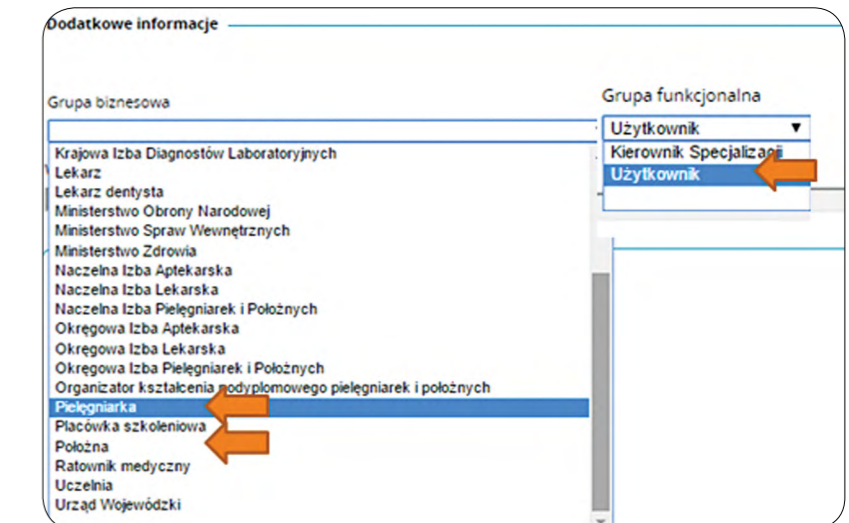 Dodatkowe informacje
Grupa biznesowa
Krajowa Izba Diagnostów Laboratoryjnych
Lekarz
Lekarz dentysta
Ministerstwo Obrony Narodowej
Ministerstwo Spraw Wewnętrznych
Ministerstwo Zdrowia
Naczelna Izba Aptekarska
Naczelna Izba Lekarska
Naczelna Izba Pielęgniarek i Położnych
Okręgowa Izba Aptekarska
Okręgowa Izba Lekarska
Okręgowa Izba Pielęgniarek i Położnych
Organizator kształcenia podyplomowego pielęgniarek i położnych
Pielęgniarka
Placówka szkoleniowa
Położna
Ratownik medyczny
Uczelnia
Urząd Wojewódzki
Grupa funkcjonalna
Użytkownik
Kierownik Specjalizacji
Użytkownik